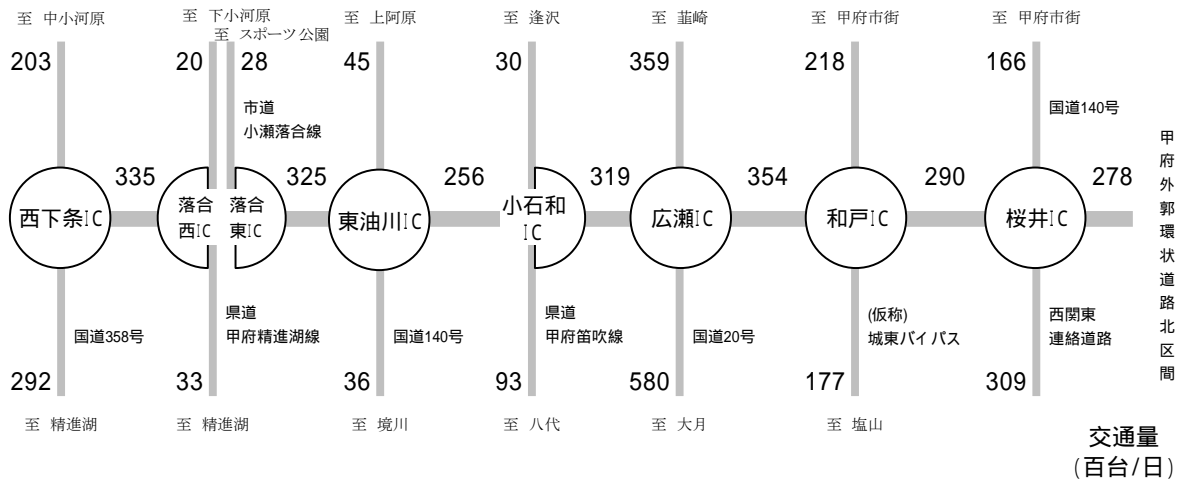 至 中小河原
至 下小河原
至 スポーツ公園
至 上阿原
至 逢沢
至 韮崎
至 甲府市街
至 甲府市街
203
20
28
45
30
359
218
166
市道
小瀬落合線
国道140号
335
325
256
319
354
290
278
西下条IC
落合
西IC
落合
東IC
東油川IC
小石和
IC
広瀬IC
和戸IC
桜井IC
甲府外郭環状道路北区間
国道358号
県道
甲府精進湖線
国道140号
県道
甲府笛吹線
国道20号
(仮称)
城東バイパス
西関東
連絡道路
292
33
36
93
580
177
309
至 精進湖
至 精進湖
至 境川
至 八代
至 大月
至 塩山
交通量
(百台/日)